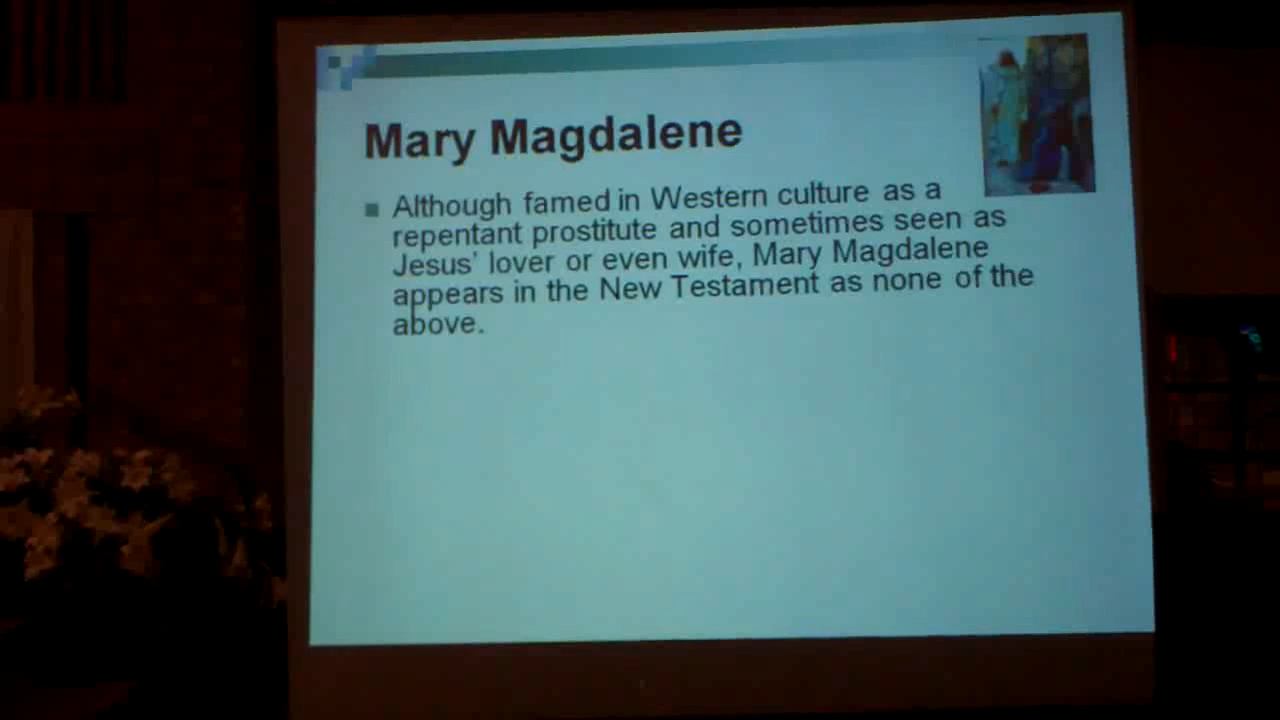 Mary Magdalene
Although famed in Western culture as a
repentant prostitute and sometimes seen as
Jesus' lover or even wife, Mary Magdalene
appears in the New Testament as none of the
above.